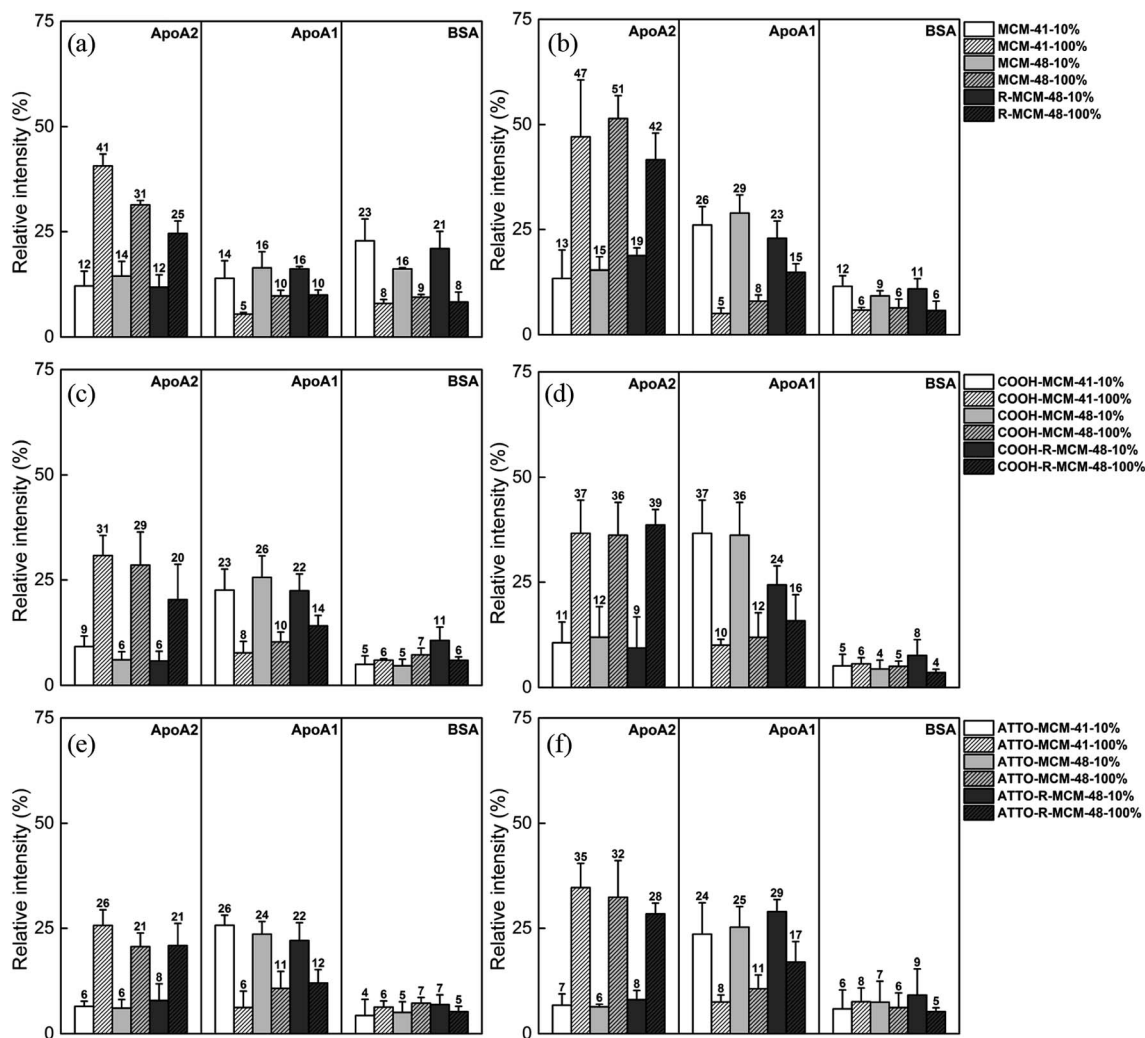 (a)
ApoA2
ApoA1
BSA
Relative intensity (%)
75
50
25
0
12
41
14
31
12
25
14
5
16
10
16
10
23
8
16
9
21
8
(b)
ApoA2
ApoA1
BSA
Relative intensity (%)
75
50
25
0
13
47
15
51
19
42
26
5
29
8
23
15
12
6
9
6
11
6
MCM-41-10%
MCM-41-100%
MCM-48-10%
MCM-48-100%
R-MCM-48-10%
R-MCM-48-100%
(c)
ApoA2
ApoA1
BSA
Relative intensity (%)
75
50
25
0
9
31
6
29
6
20
23
8
26
10
22
14
5
6
5
7
11
6
(d)
ApoA2
ApoA1
BSA
Relative intensity (%)
75
50
25
0
11
37
12
36
9
39
37
10
36
12
24
16
5
6
4
5
8
4
COOH-MCM-41-10%
COOH-MCM-41-100%
COOH-MCM-48-10%
COOH-MCM-48-100%
COOH-R-MCM-48-10%
COOH-R-MCM-48-100%
(e)
ApoA2
ApoA1
BSA
Relative intensity (%)
75
50
25
0
6
26
6
21
8
21
26
6
24
11
22
12
4
6
5
7
7
5
(f)
ApoA2
ApoA1
BSA
Relative intensity (%)
75
50
25
0
7
35
6
32
8
28
24
8
25
11
29
17
6
8
7
6
9
5
ATTO-MCM-41-10%
ATTO-MCM-41-100%
ATTO-MCM-48-10%
ATTO-MCM-48-100%
ATTO-R-MCM-48-10%
ATTO-R-MCM-48-100%